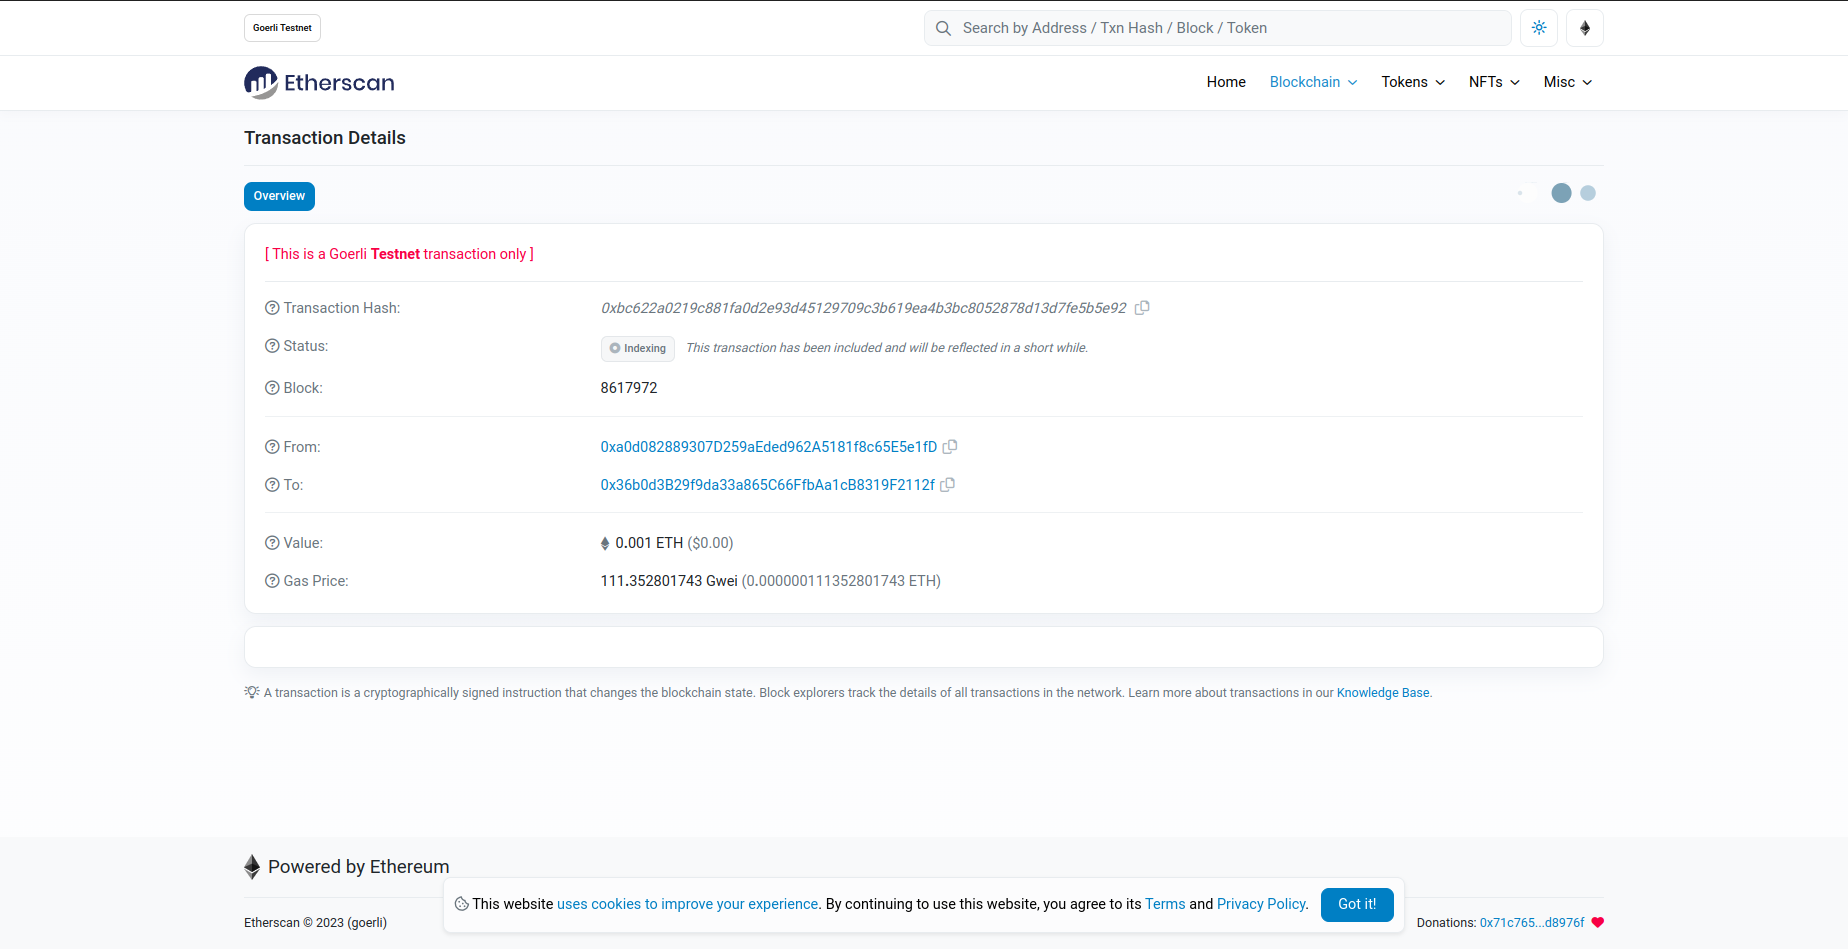 Goerli Testnet
Search by Address / Txn Hash / Block / Token
Etherscan
Home Blockchain Tokens NFTs Misc
Transaction Details
Overview
[ This is a Goerli Testnet transaction only ]
Transaction Hash: 0xbc622a0219c881fa0d2e93d45129709c3b619ea4b3bc8052878d13d7fe5b5e92
Status: Indexing This transaction has been included and will be reflected in a short while.
Block: 8617972
From: 0xa0d082889307D259aEded962A5181f8c65E5e1fD
To: 0x36b0d3B29f9da33a865C66FfbAa1cB8319F2112f
Value: 0.001 ETH ($0.00)
Gas Price: 111.352801743 Gwei (0.000000111352801743 ETH)
A transaction is a cryptographically signed instruction that changes the blockchain state. Block explorers track the details of all transactions in the network. Learn more about transactions in our Knowledge Base.
Powered by Ethereum
This website uses cookies to improve your experience. By continuing to use this website, you agree to its Terms and Privacy Policy. Got it!
Etherscan © 2023 (goerli)
Donations: 0x71c765...d8976f